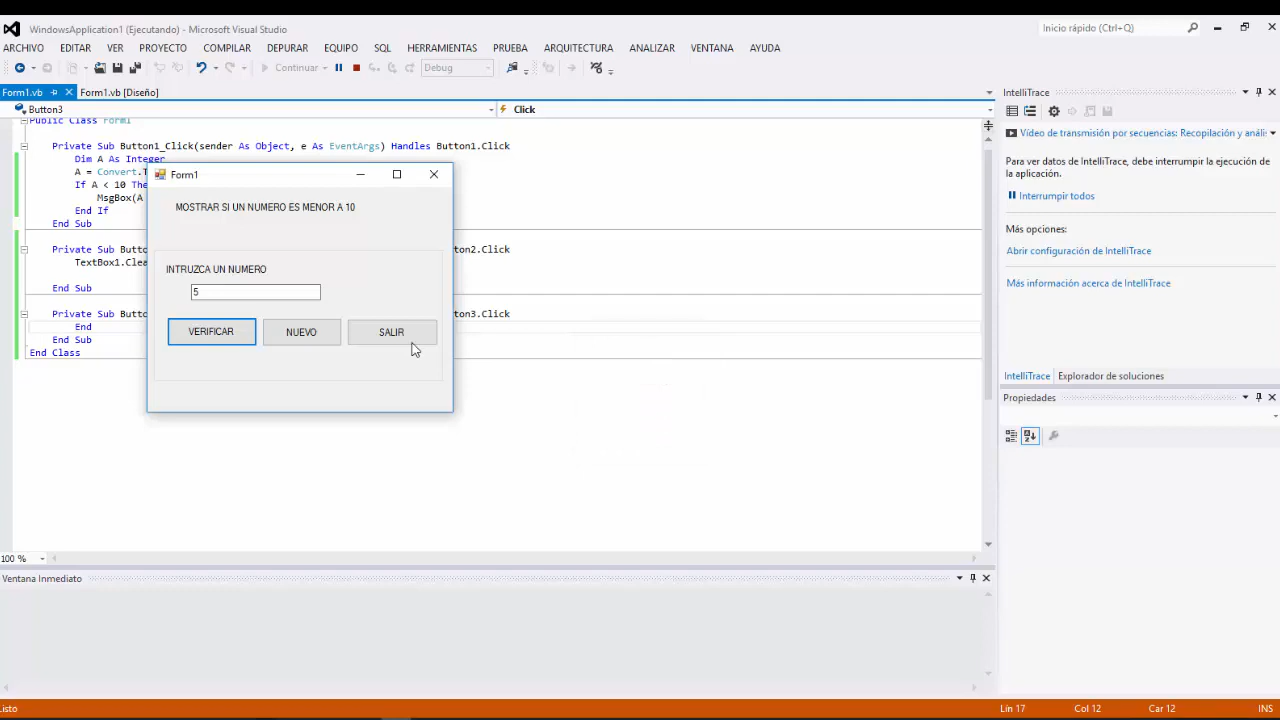 WindowsApplication1 (Ejecutando) - Microsoft Visual Studio
Inicio rápido (Ctrl+Q)
ARCHIVO EDITAR VER PROYECTO COMPILAR DEPURAR EQUIPO SQL HERRAMIENTAS PRUEBA ARQUITECTURA ANALIZAR VENTANA AYUDA
Continuar Debug
Form1.vb Form1.vb [Diseño]
Button3 Click
Public Class Form1
Private Sub Button1_Click(sender As Object, e As EventArgs) Handles Button1.Click
Dim A As Integer
A = Convert.
If A < 10 The
MsgBox(A
End If
End Sub
Private Sub Butto
ton2.Click
TextBox1.Clea
End Sub
Private Sub Butto
ton3.Click
End
End Sub
End Class
Form1
MOSTRAR SI UN NUMERO ES MENOR A 10
INTRUZCA UN NUMERO
5
VERIFICAR NUEVO SALIR
100 %
Ventana Inmediato
IntelliTrace
Vídeo de transmisión por secuencias: Recopilación y anális
Para ver datos de IntelliTrace, debe interrumpir la ejecución de
la aplicación.
Interrumpir todos
Más opciones:
Abrir configuración de IntelliTrace
Más información acerca de IntelliTrace
IntelliTrace Explorador de soluciones
Propiedades
Listo
Lín 17 Col 12 Car 12 INS